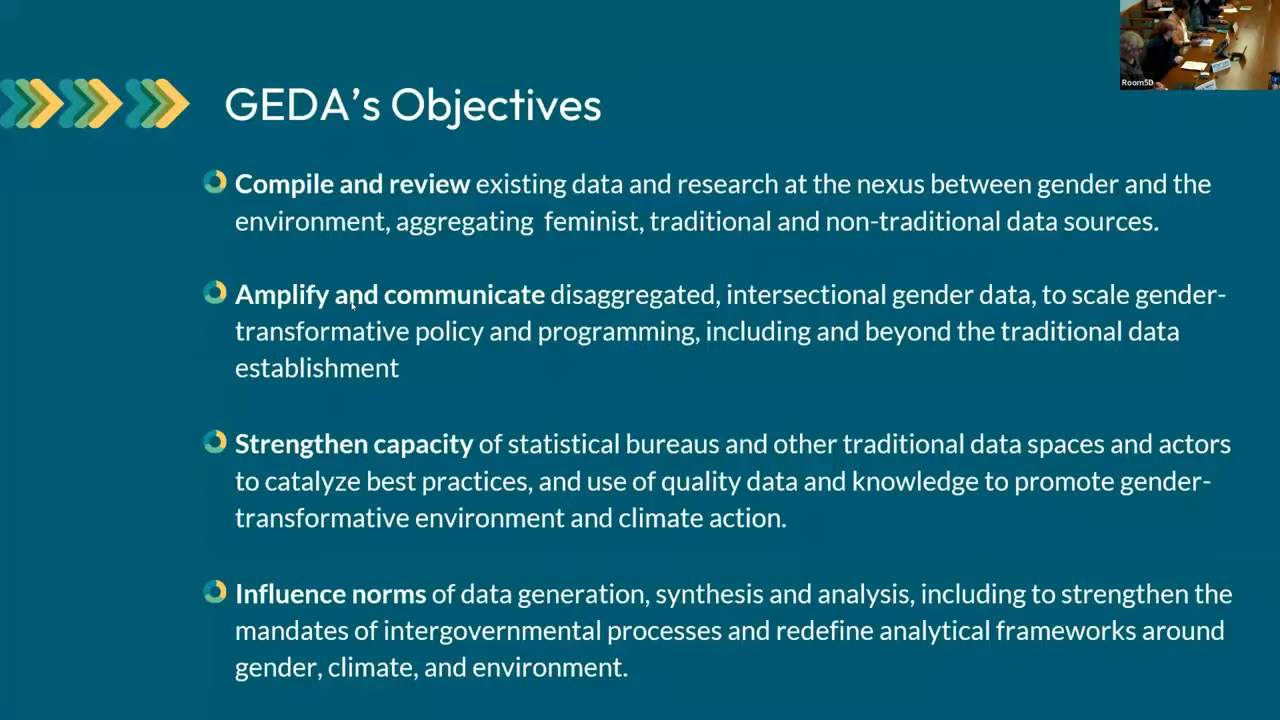 Room5D
GEDA’s Objectives
Compile and review existing data and research at the nexus between gender and the
environment, aggregating feminist, traditional and non-traditional data sources.
Amplify and communicate disaggregated, intersectional gender data, to scale gender-
transformative policy and programming, including and beyond the traditional data
establishment
Strengthen capacity of statistical bureaus and other traditional data spaces and actors
to catalyze best practices, and use of quality data and knowledge to promote gender-
transformative environment and climate action.
Influence norms of data generation, synthesis and analysis, including to strengthen the
mandates of intergovernmental processes and redefine analytical frameworks around
gender, climate, and environment.